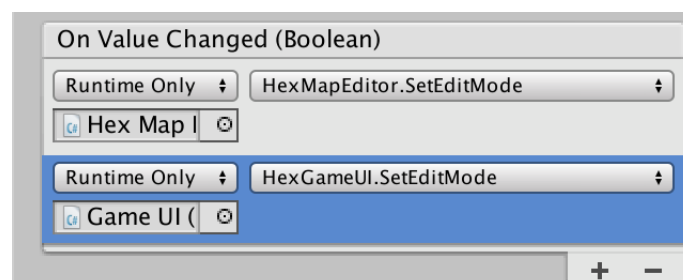 On Value Changed (Boolean)
Runtime Only HexMapEditor.SetEditMode
Hex Map
Runtime Only HexGameUI.SetEditMode
Game UI (